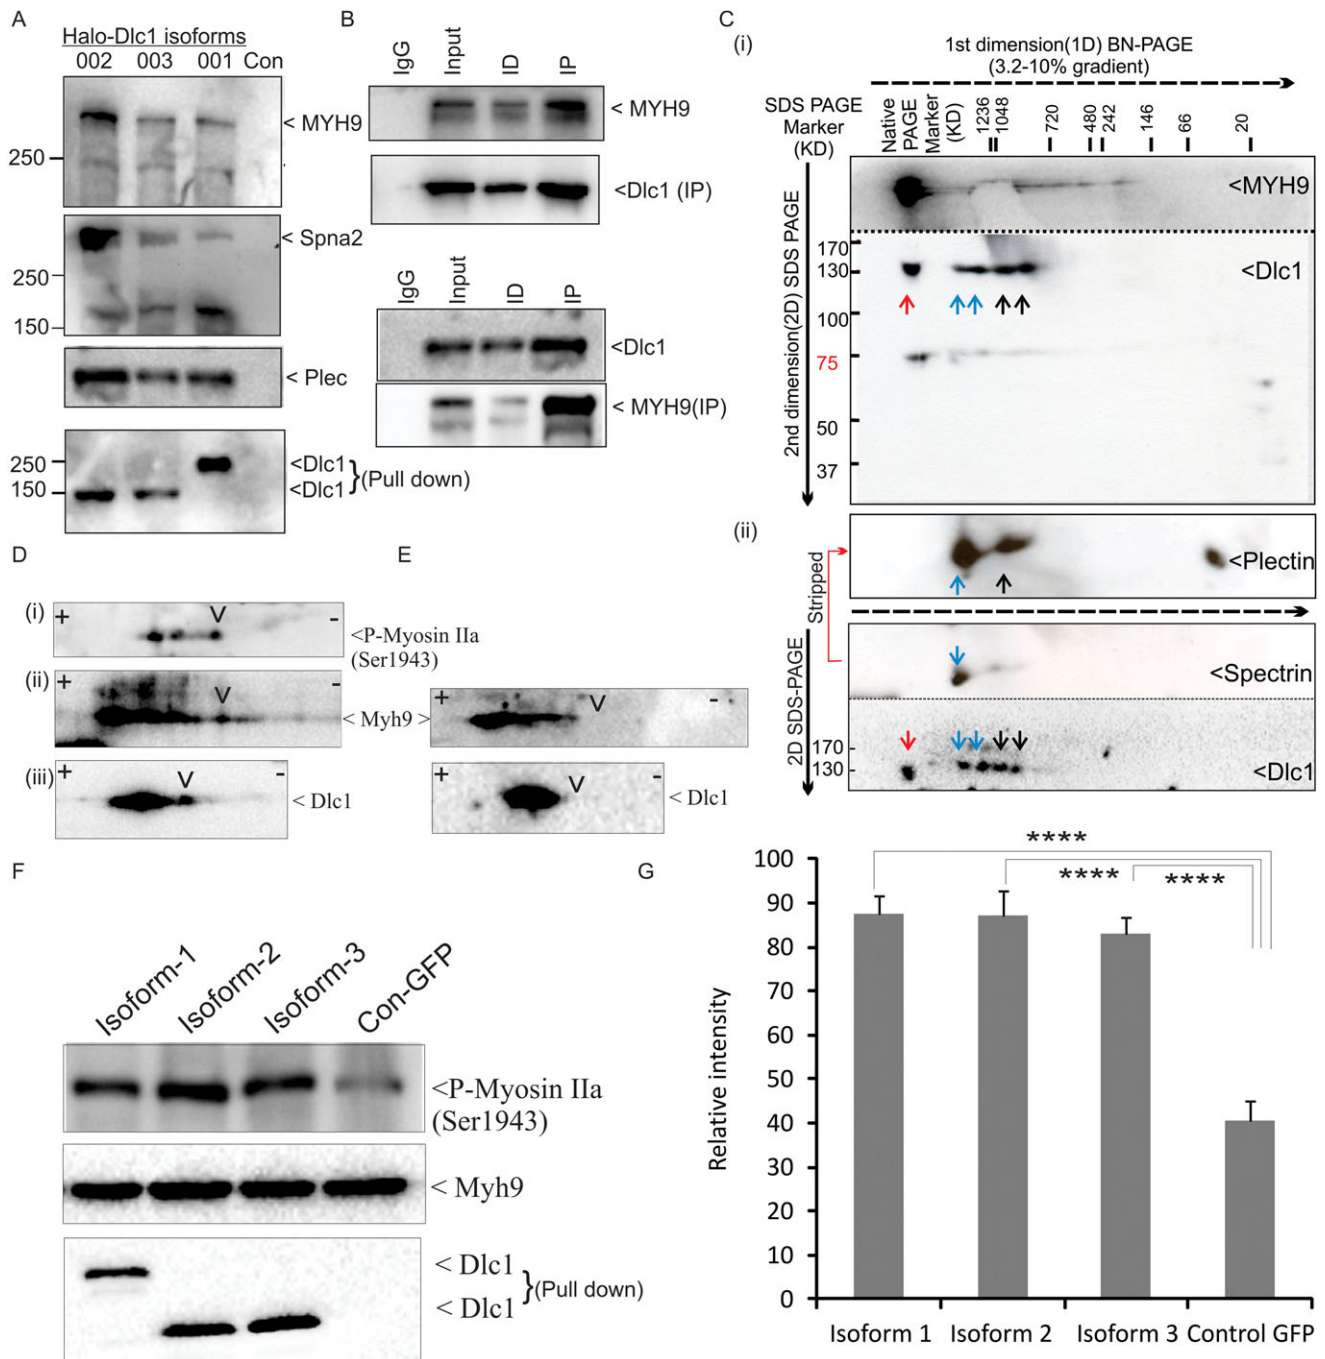 A
Halo-Dlc1 isoforms
002 003 001 Con
< MYH9
250
< Spna2
250
150
< Plec
250
150
<Dlc1
<Dlc1
}(Pull down)
B
IgG Input ID IP
< MYH9
<Dlc1 (IP)
IgG Input ID IP
<Dlc1
< MYH9(IP)
C
(i)
1st dimension(1D) BN-PAGE
(3.2-10% gradient)
SDS PAGE
Marker
(KD)
Native
PAGE
Marker
(KD)
1236
1048
720
480
242
146
66
20
2nd dimension(2D) SDS PAGE
<MYH9
170
130
<Dlc1
100
75
50
37
(ii)
Stripped
<Plectin
2D SDS-PAGE
<Spectrin
170
130
<Dlc1
D
(i)
+ V -
<P-Myosin IIa
(Ser1943)
(ii)
+ V -
< Myh9 >
(iii)
+ V -
< Dlc1
E
+ V -
+ V -
< Dlc1
F
Isoform-1 Isoform-2 Isoform-3 Con-GFP
<P-Myosin IIa
(Ser1943)
< Myh9
< Dlc1
< Dlc1
}(Pull down)
G
****
**** ****
Relative intensity
100
90
80
70
60
50
40
30
20
10
0
Isoform 1 Isoform 2 Isoform 3 Control GFP